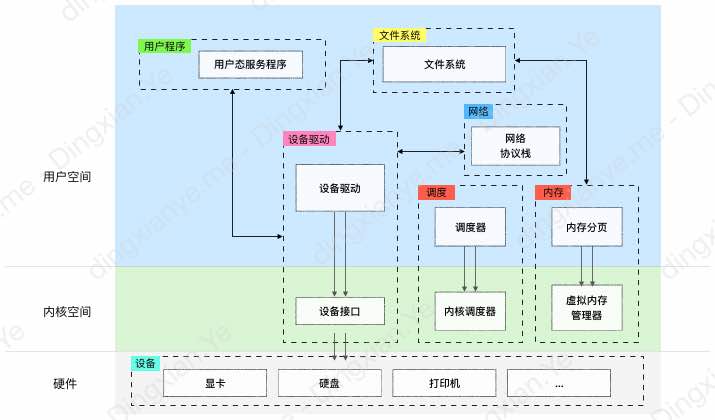 文件系统
用户程序
用户态服务程序
文件系统
网络
网络
协议栈
设备驱动
设备驱动
用户空间
调度
内存
调度器
内存分页
内核空间
设备接口
内核调度器
虚拟内存
管理器
设备
硬件
显卡
硬盘
打印机
...
dingxianye.me - Dingxian.Ye